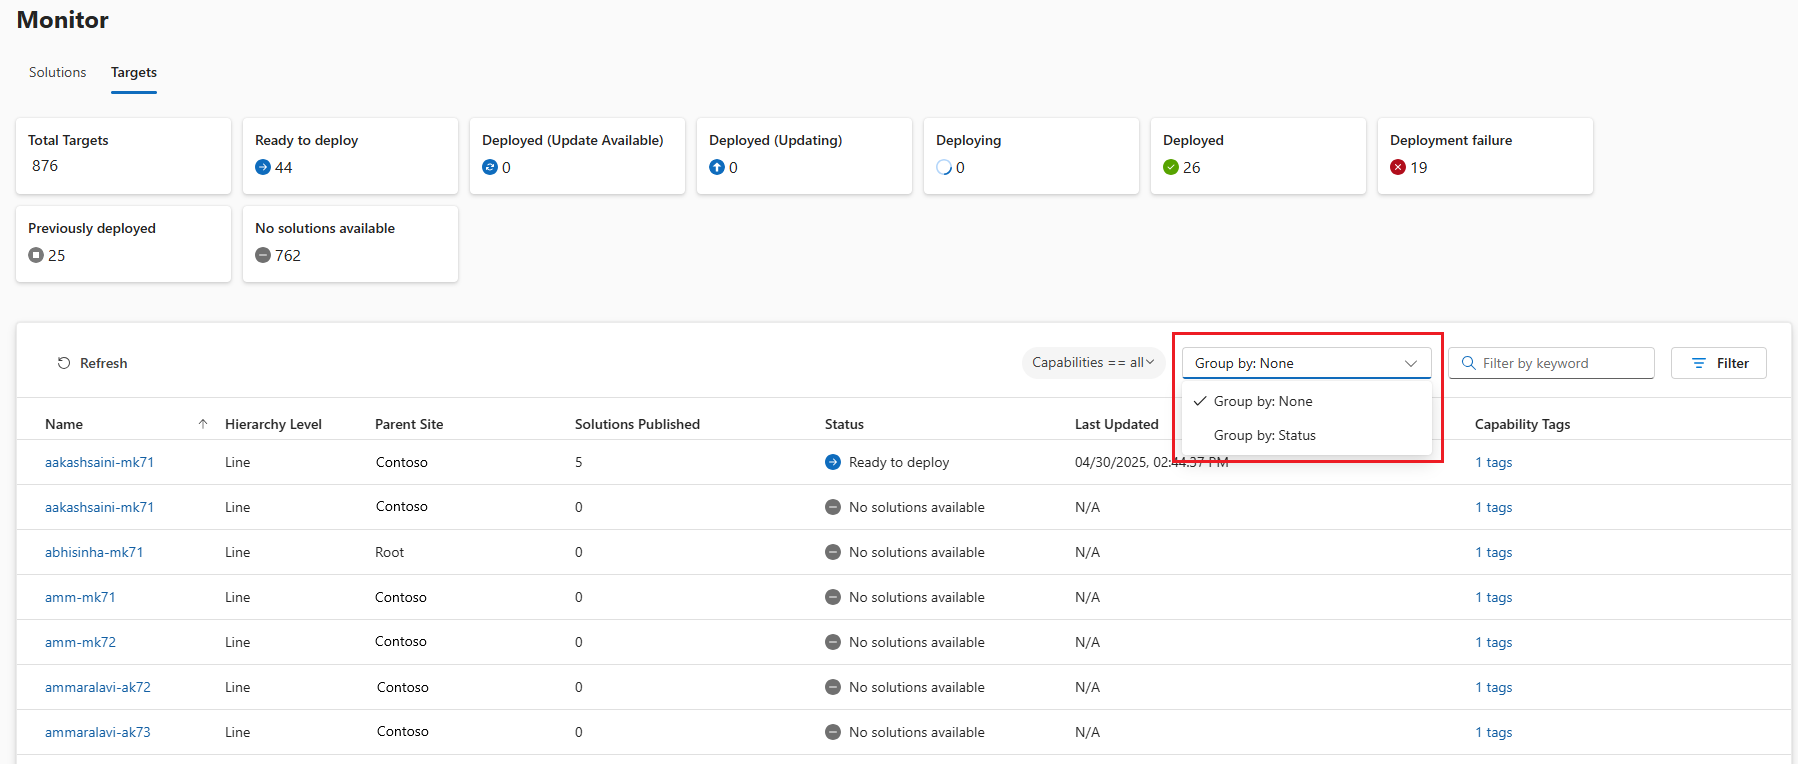 Monitor
Solutions Targets
Total Targets Ready to deploy Deployed (Update Available) Deployed (Updating) Deploying Deployed Deployment failure
876 44 0 0 0 26 19
Previously deployed No solutions available
25 762
Refresh Capabilities == all Group by: None Filter by keyword Filter
Group by: None
Group by: Status
Name Hierarchy Level Parent Site Solutions Published Status Last Updated Capability Tags
aakashsaini-mk71 Line Contoso 5 Ready to deploy 04/30/2025, 02:44:37 PM 1 tags
aakashsaini-mk71 Line Contoso 0 No solutions available N/A 1 tags
abhisinha-mk71 Line Root 0 No solutions available N/A 1 tags
amm-mk71 Line Contoso 0 No solutions available N/A 1 tags
amm-mk72 Line Contoso 0 No solutions available N/A 1 tags
ammaralavi-ak72 Line Contoso 0 No solutions available N/A 1 tags
ammaralavi-ak73 Line Contoso 0 No solutions available N/A 1 tags